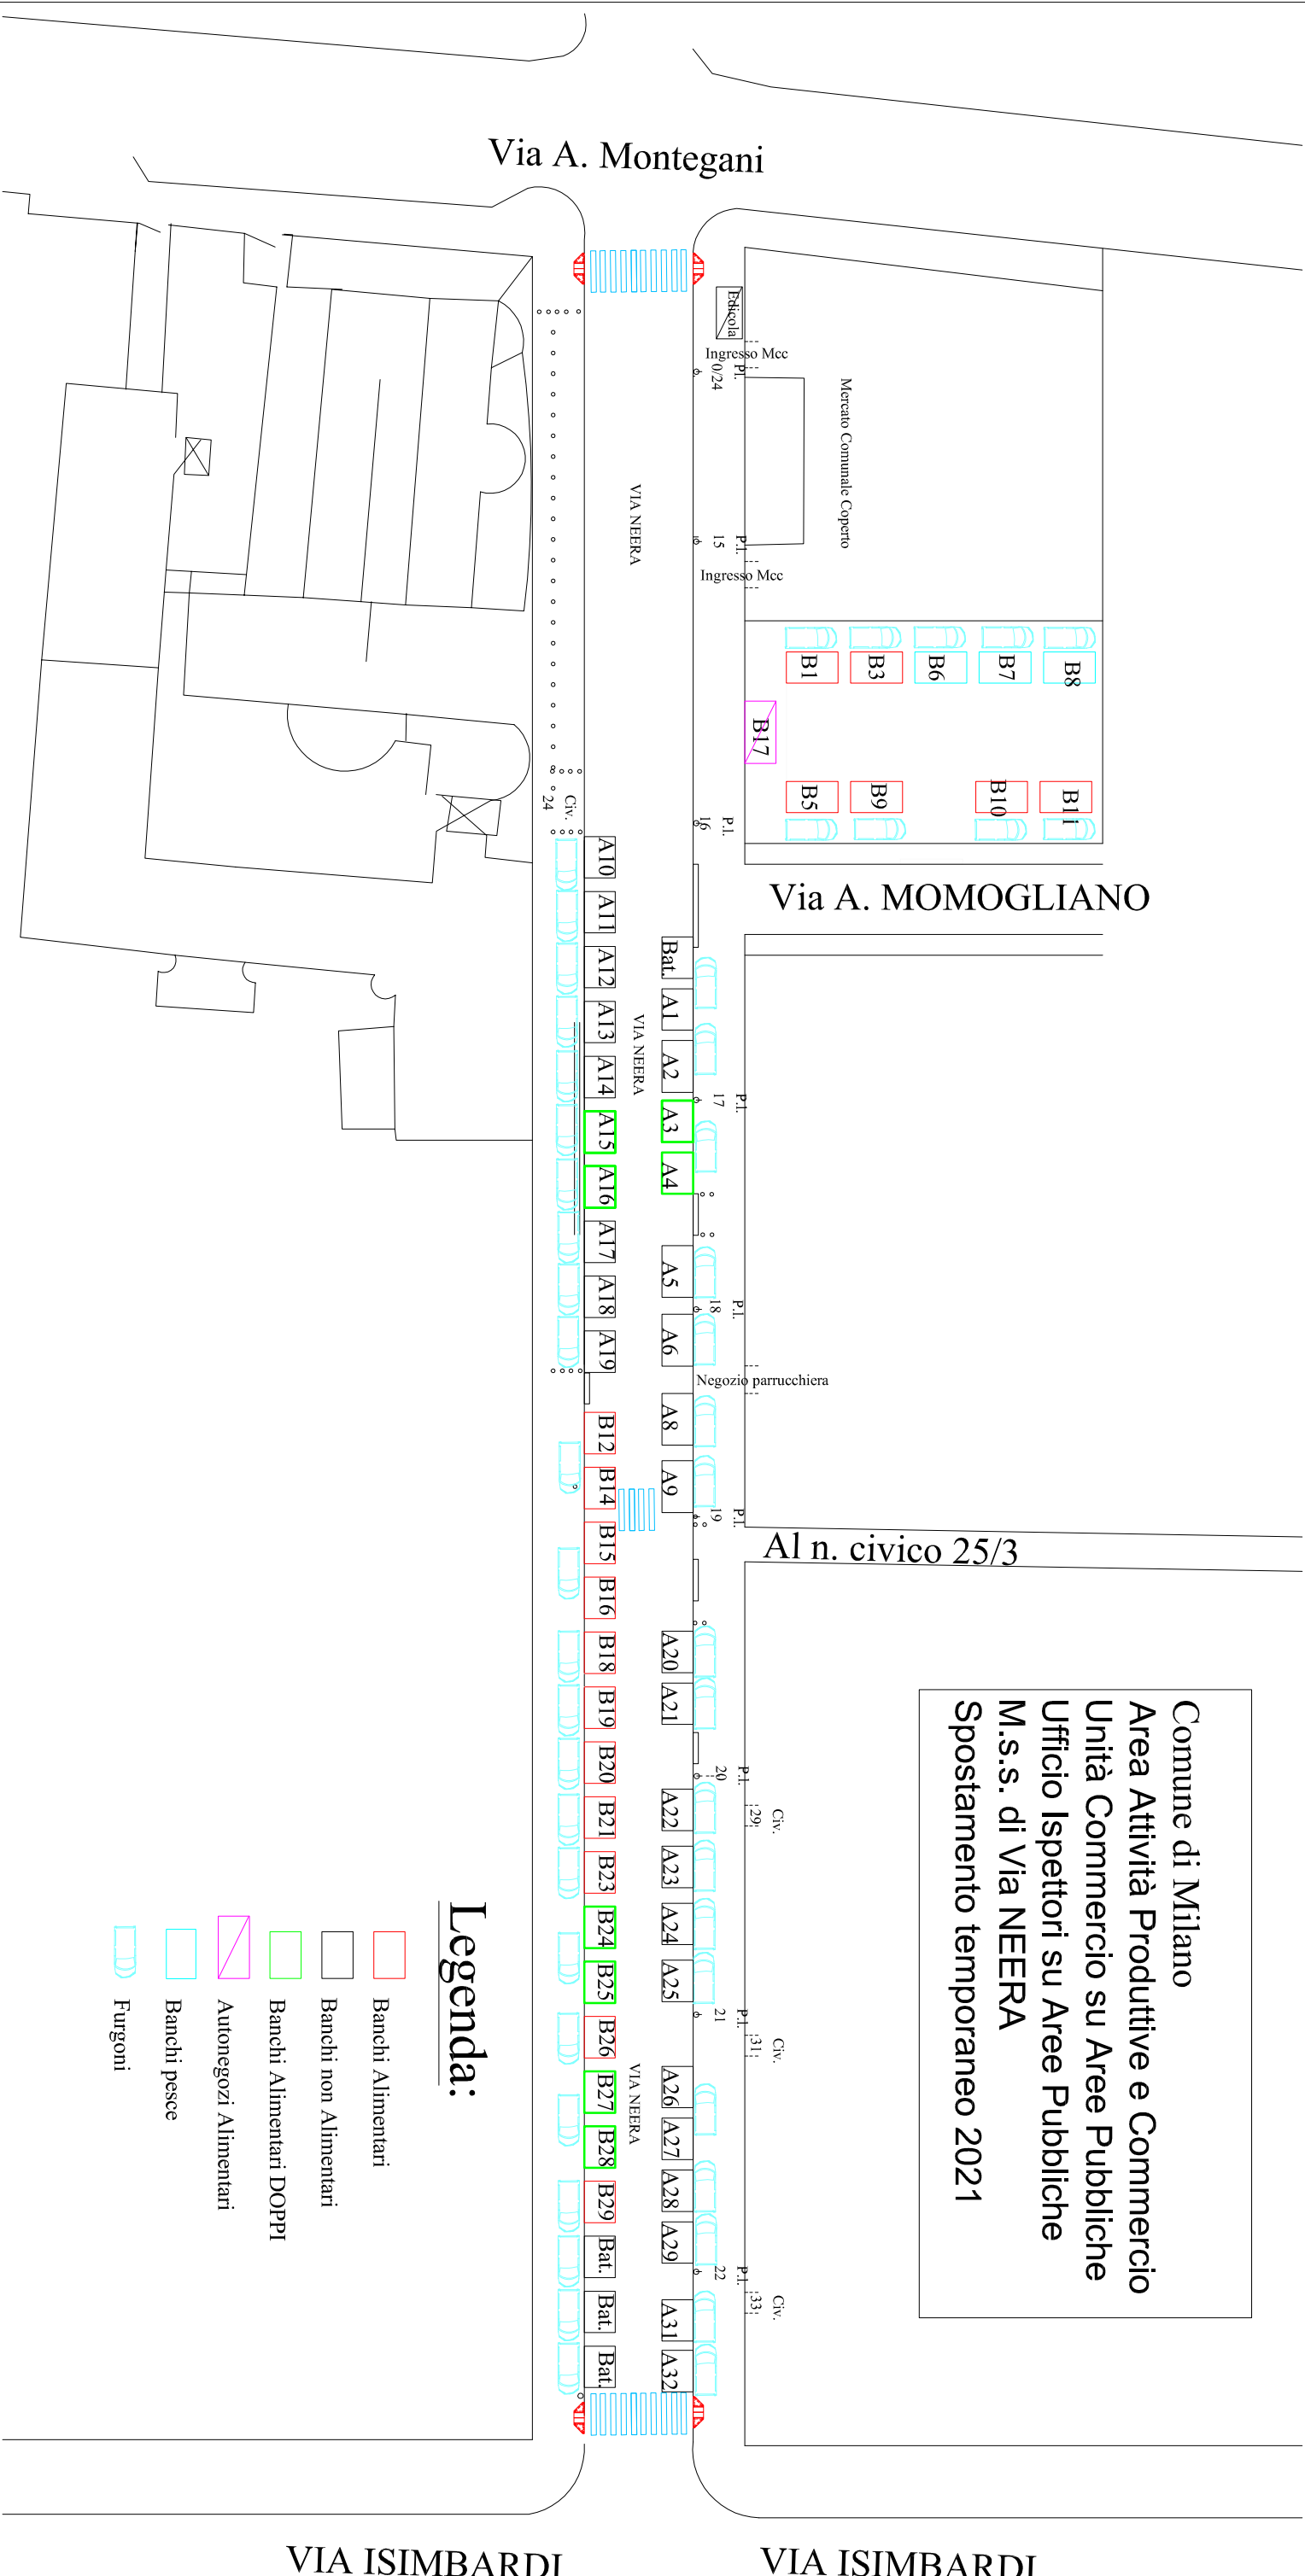 Via A. Montegani
Edicola
Ingresso Mcc
P.l.
0/24
Mercato Comunale Coperto
VIA NEERA
P.l.
15
Ingresso Mcc
B1
B3
B6
B7
B8
B17
B5
B9
B10
B11
P.l.
16
Civ.
24
Via A. MOMOGLIANO
A10
A11
A12
A13
A14
A15
A16
A17
A18
A19
VIA NEERA
Bat.
A1
A2
A3
A4
A5
A6
A8
A9
P.l.
17
P.l.
18
Negozio parrucchiera
P.l.
19
Al n. civico 25/3
B12
B14
B15
B16
B18
B19
B20
B21
B23
B24
B25
B26
B27
B28
B29
Bat.
Bat.
Bat.
VIA NEERA
A20
A21
A22
A23
A24
A25
A26
A27
A28
A29
A31
A32
P.l.
20
Civ.
29
P.l.
21
Civ.
31
P.l.
22
Civ.
33
Comune di Milano
Area Attività Produttive e Commercio
Unità Commercio su Aree Pubbliche
Ufficio Ispettori su Aree Pubbliche
M.s.s. di Via NEERA
Spostamento temporaneo 2021
Legenda:
Banchi Alimentari
Banchi non Alimentari
Banchi Alimentari DOPPI
Autonegozi Alimentari
Banchi pesce
Furgoni
VIA ISIMBARDI
VIA ISIMBARDI